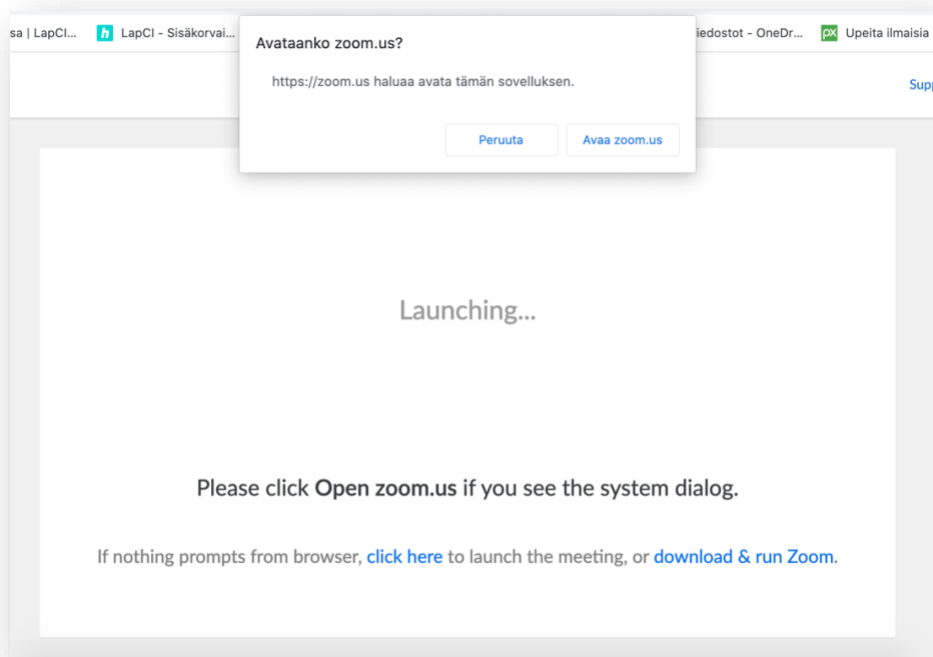 sa | LapCI... h LapCI - Sisäkorvai... iedostot - OneDr... px Upeita ilmaisia
Avataanko zoom.us?
https://zoom.us haluaa avata tämän sovelluksen.
Peruuta Avaa zoom.us
Supp
Launching...
Please click Open zoom.us if you see the system dialog.
If nothing prompts from browser, click here to launch the meeting, or download & run Zoom.